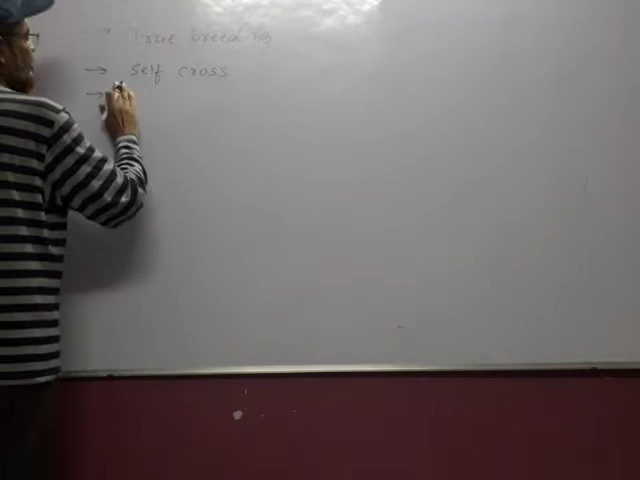 True breeding
→ Self cross
→